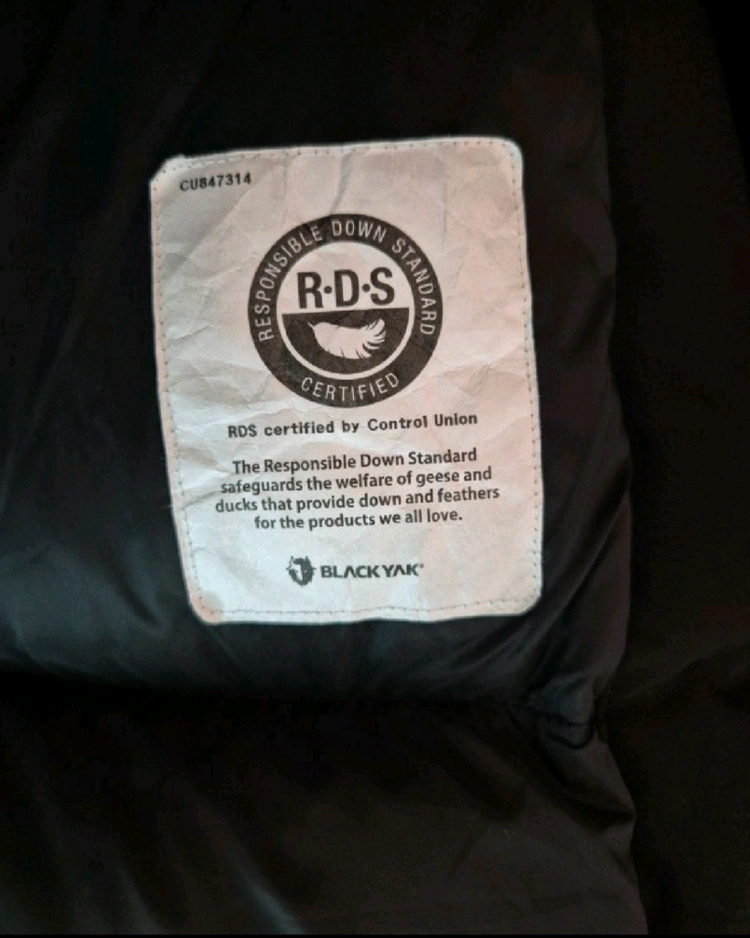 CU847314
RESPONSIBLE DOWN STANDARD
R·D·S
CERTIFIED
RDS certified by Control Union
The Responsible Down Standard
safeguards the welfare of geese and
ducks that provide down and feathers
for the products we all love.
BLACKYAK®